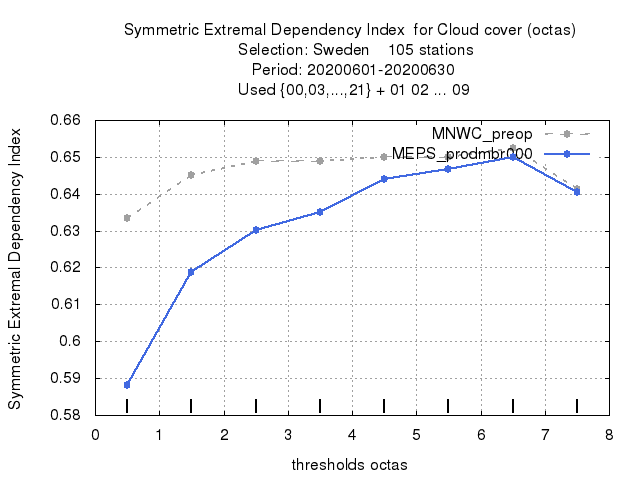 Symmetric Extremal Dependency Index  for Cloud cover (octas)
Selection: Sweden    105 stations
Period: 20200601-20200630
Used {00,03,...,21} + 01 02 ... 09
Symmetric Extremal Dependency Index
0.66
0.65
0.64
0.63
0.62
0.61
0.6
0.59
0.58
MNWC_preop
MEPS_prodmbr000
0 1 2 3 4 5 6 7 8
thresholds octas